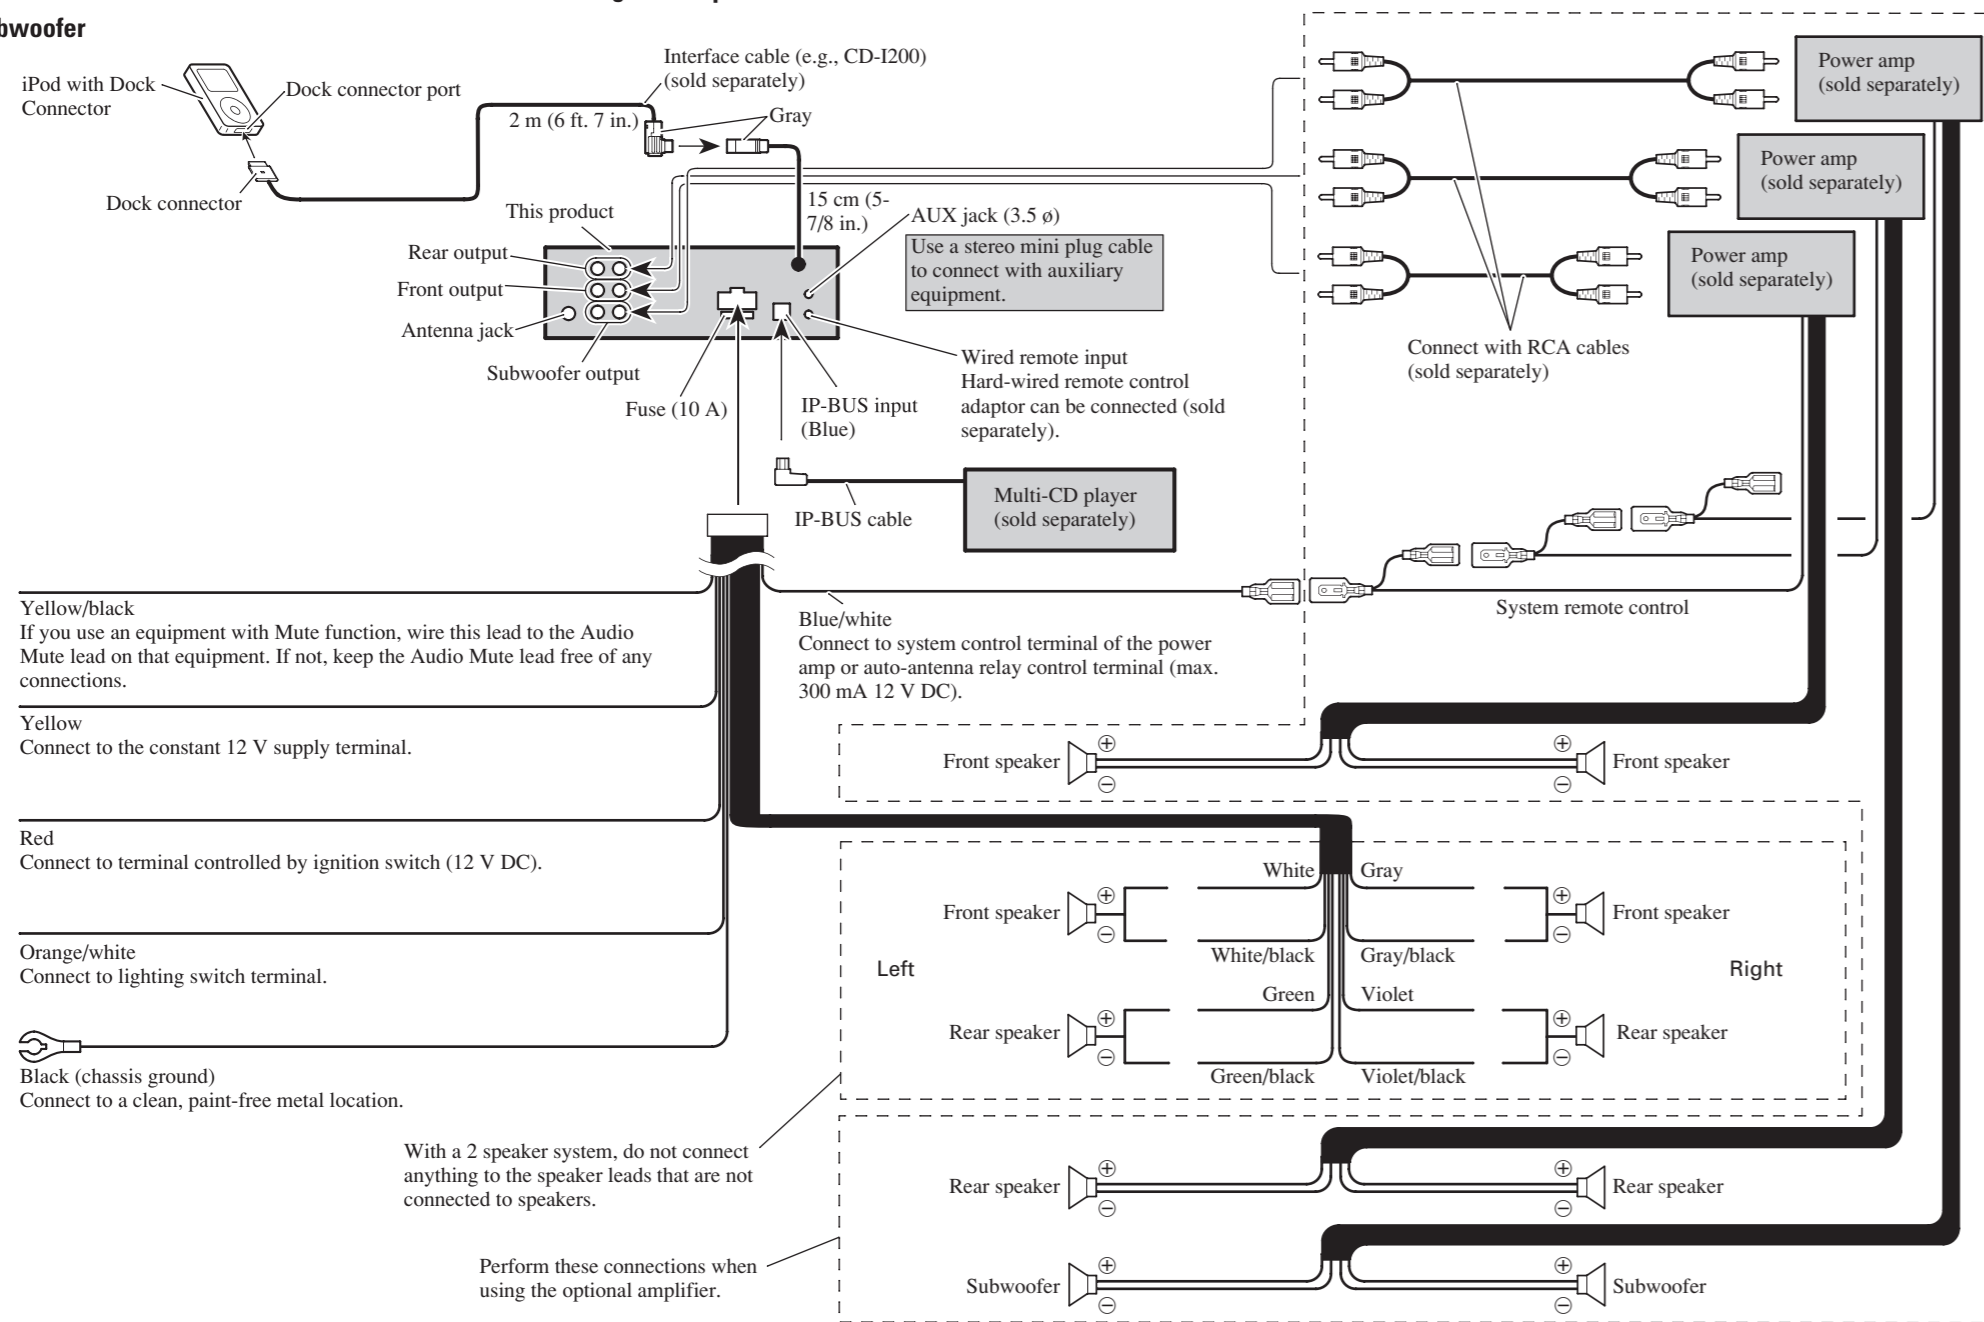 bwoofer
iPod with Dock
Connector
Dock connector port
Dock connector
Interface cable (e.g., CD-I200)
(sold separately)
2 m (6 ft. 7 in.)
Gray
15 cm (5-
7/8 in.)
This product
Rear output
Front output
Antenna jack
Subwoofer output
Fuse (10 A)
AUX jack (3.5 ø)
Use a stereo mini plug cable
to connect with auxiliary
equipment.
Wired remote input
Hard-wired remote control
adaptor can be connected (sold
separately).
IP-BUS input
(Blue)
IP-BUS cable
Multi-CD player
(sold separately)
Power amp
(sold separately)
Power amp
(sold separately)
Power amp
(sold separately)
Connect with RCA cables
(sold separately)
System remote control
Yellow/black
If you use an equipment with Mute function, wire this lead to the Audio
Mute lead on that equipment. If not, keep the Audio Mute lead free of any
connections.
Yellow
Connect to the constant 12 V supply terminal.
Red
Connect to terminal controlled by ignition switch (12 V DC).
Orange/white
Connect to lighting switch terminal.
Black (chassis ground)
Connect to a clean, paint-free metal location.
Blue/white
Connect to system control terminal of the power
amp or auto-antenna relay control terminal (max.
300 mA 12 V DC).
Front speaker
⊕
⊖
⊕
⊖
Front speaker
White
Gray
Front speaker
⊕
⊖
⊕
⊖
Front speaker
White/black
Gray/black
Left
Right
Green
Violet
Rear speaker
⊕
⊖
⊕
⊖
Rear speaker
Green/black
Violet/black
With a 2 speaker system, do not connect
anything to the speaker leads that are not
connected to speakers.
Rear speaker
⊕
⊖
⊕
⊖
Rear speaker
Perform these connections when
using the optional amplifier.
Subwoofer
⊕
⊖
⊕
⊖
Subwoofer